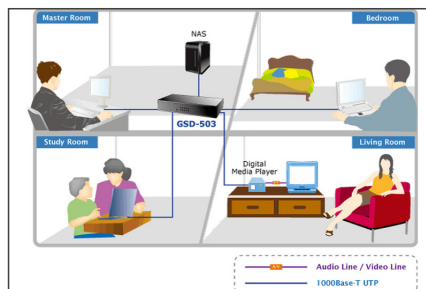 Master Room
Bedroom
NAS
GSD-503
Study Room
Living Room
Digital
Media Player
Audio Line / Video Line
1000Base-T UTP